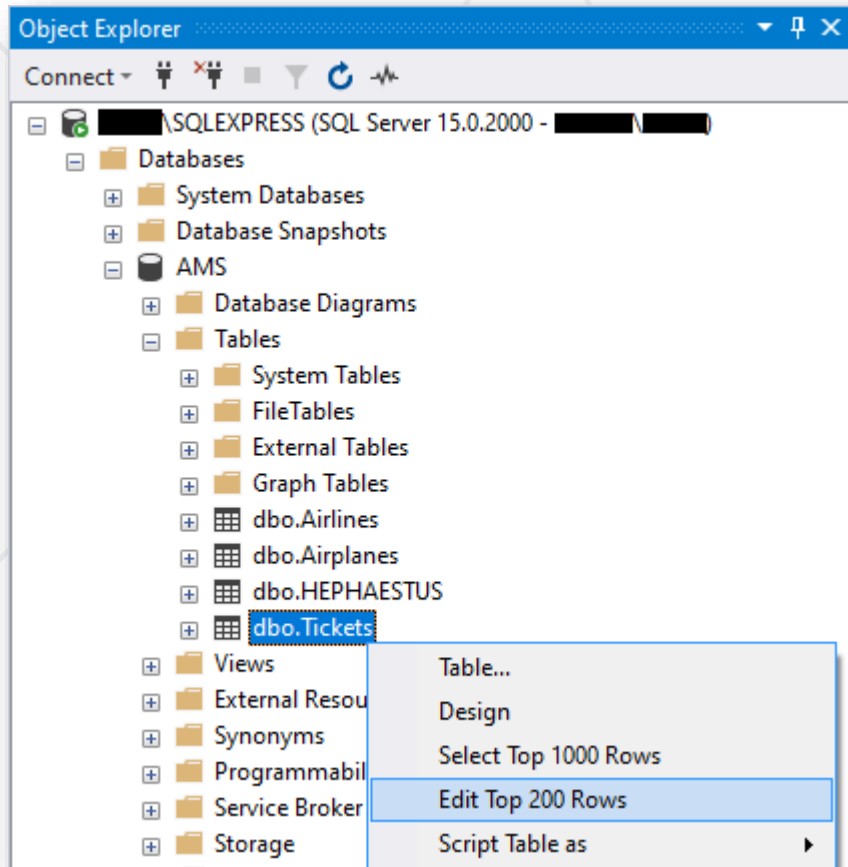 Object Explorer
Connect
\SQLEXPRESS (SQL Server 15.0.2000 - \ )
Databases
System Databases
Database Snapshots
AMS
Database Diagrams
Tables
System Tables
FileTables
External Tables
Graph Tables
dbo.Airlines
dbo.Airplanes
dbo.HEPHAESTUS
dbo.Tickets
Views
External Resou
Synonyms
Programmabil
Service Broker
Storage
Table...
Design
Select Top 1000 Rows
Edit Top 200 Rows
Script Table as